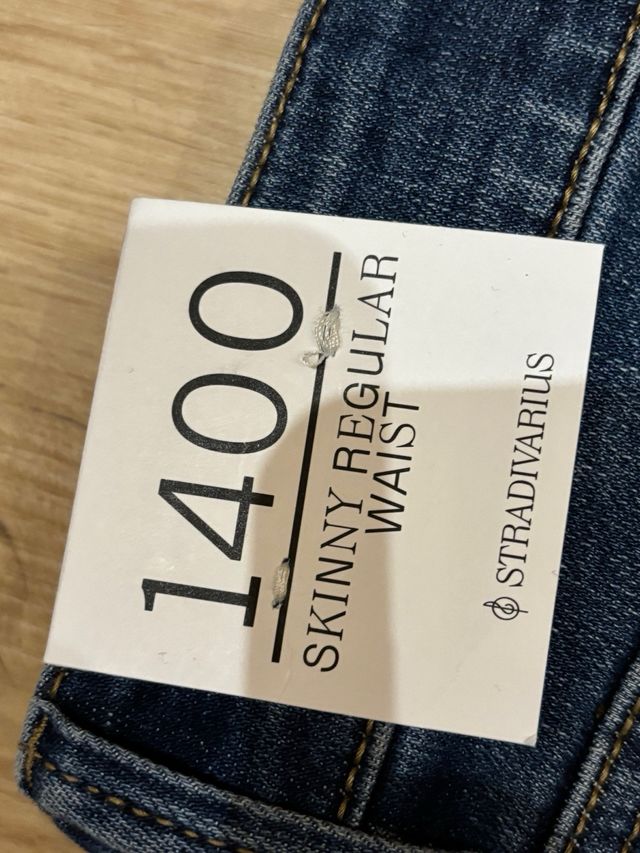 1400
SKINNY REGULAR
WAIST
STRADIVARIUS